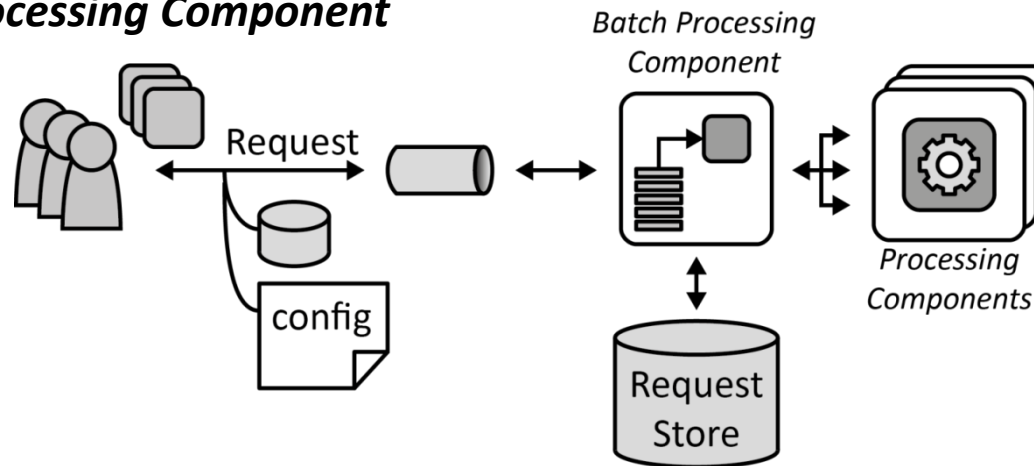 ocessing Component
Batch Processing
Component
Request
config
Request
Store
Processing
Components